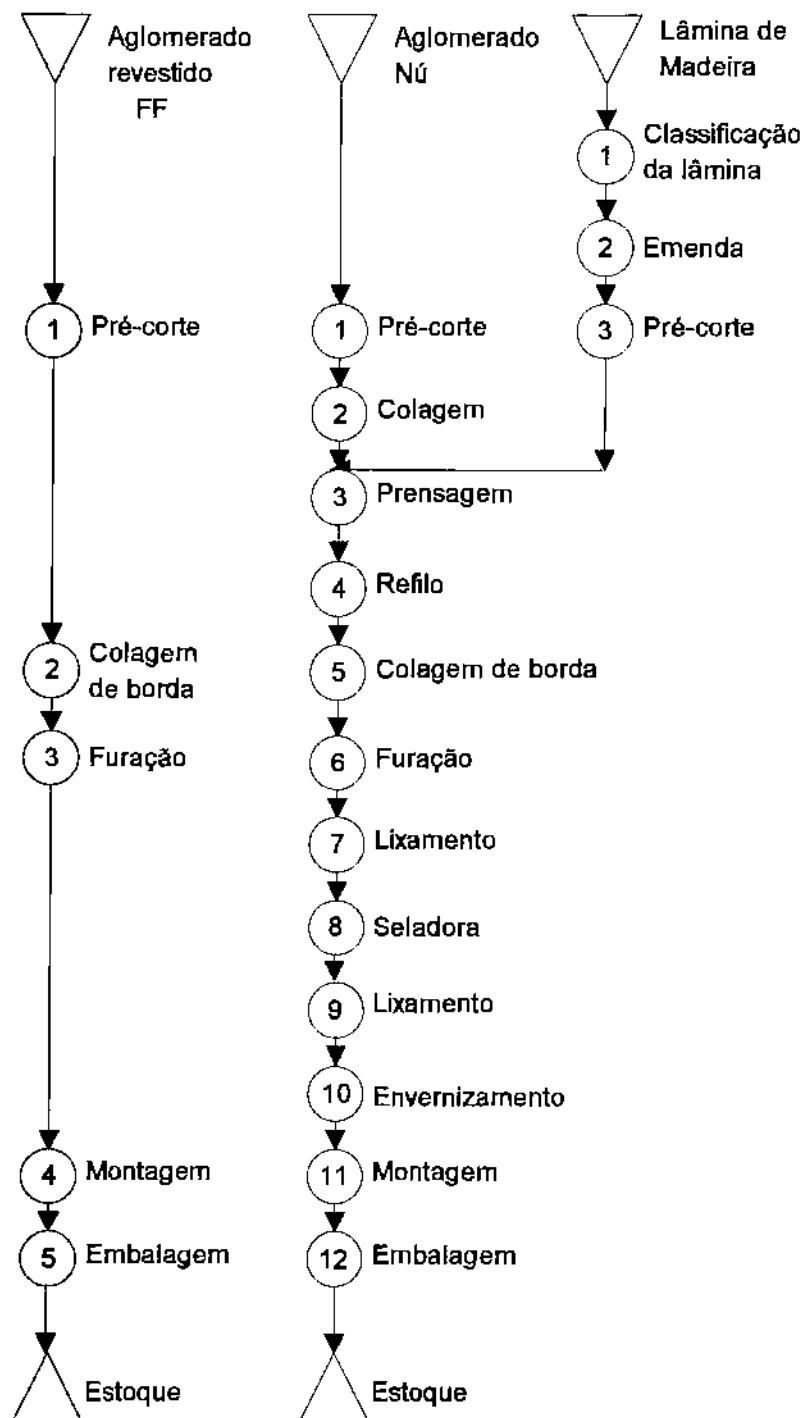 Aglomerado
revestido
FF
1 Pré-corte
2 Colagem
de borda
3 Furação
4 Montagem
5 Embalagem
Estoque
Aglomerado
Nú
1 Pré-corte
2 Colagem
3 Prensagem
4 Refilo
5 Colagem de borda
6 Furação
7 Lixamento
8 Seladora
9 Lixamento
10 Envernizamento
11 Montagem
12 Embalagem
Estoque
Lâmina de
Madeira
1 Classificação
da lâmina
2 Emenda
3 Pré-corte